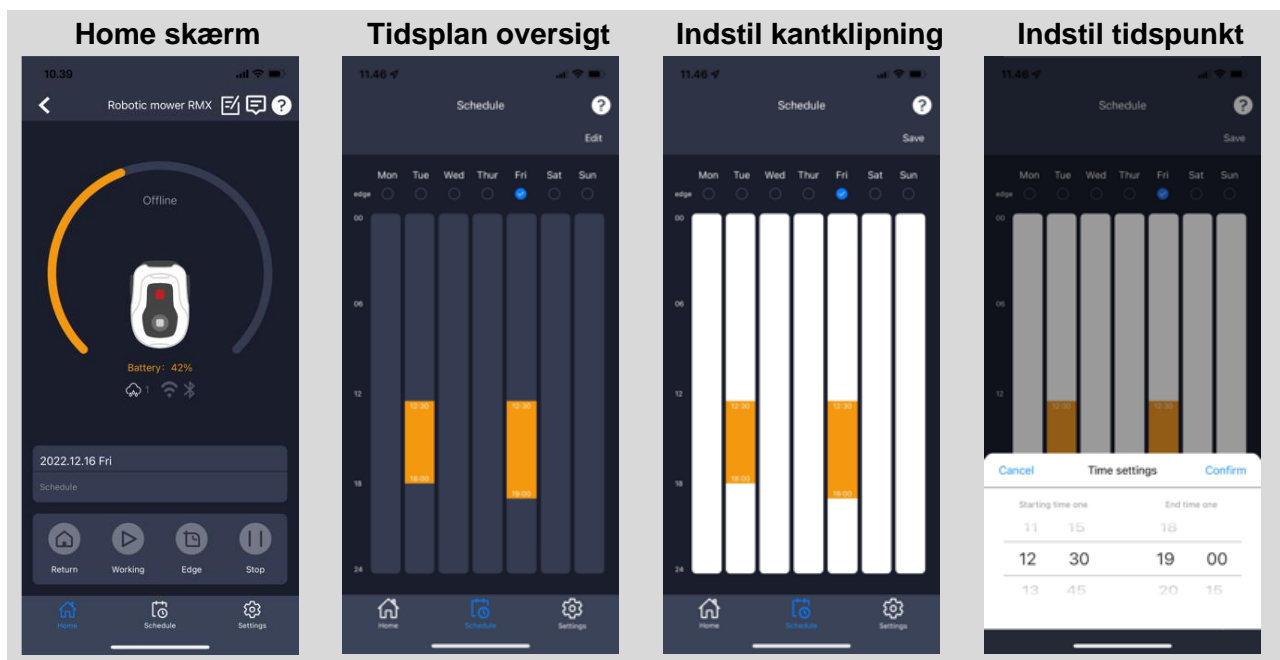 Home skærm
10.39
Robotic mower RMX
Offline
Battery: 42%
1
2022.12.16 Fri
Schedule
Return Working Edge Stop
Home Schedule Settings
Tidsplan oversigt
11.46
Schedule
Edit
Mon Tue Wed Thur Fri Sat Sun
edge
00
06
12
12:30 12:30
18
18:00
19:00
24
Home Schedule Settings
Indstil kantklipning
11.46
Schedule
Save
Mon Tue Wed Thur Fri Sat Sun
edge
00
06
12
12:30 12:30
18
18:00
19:00
24
Home Schedule Settings
Indstil tidspunkt
11.46
Schedule
Save
Mon Tue Wed Thur Fri Sat Sun
edge
00
06
12
12:30 12:30
Cancel Time settings Confirm
Starting time one End time one
11 15 18
12 30 19 00
13 45 20 15